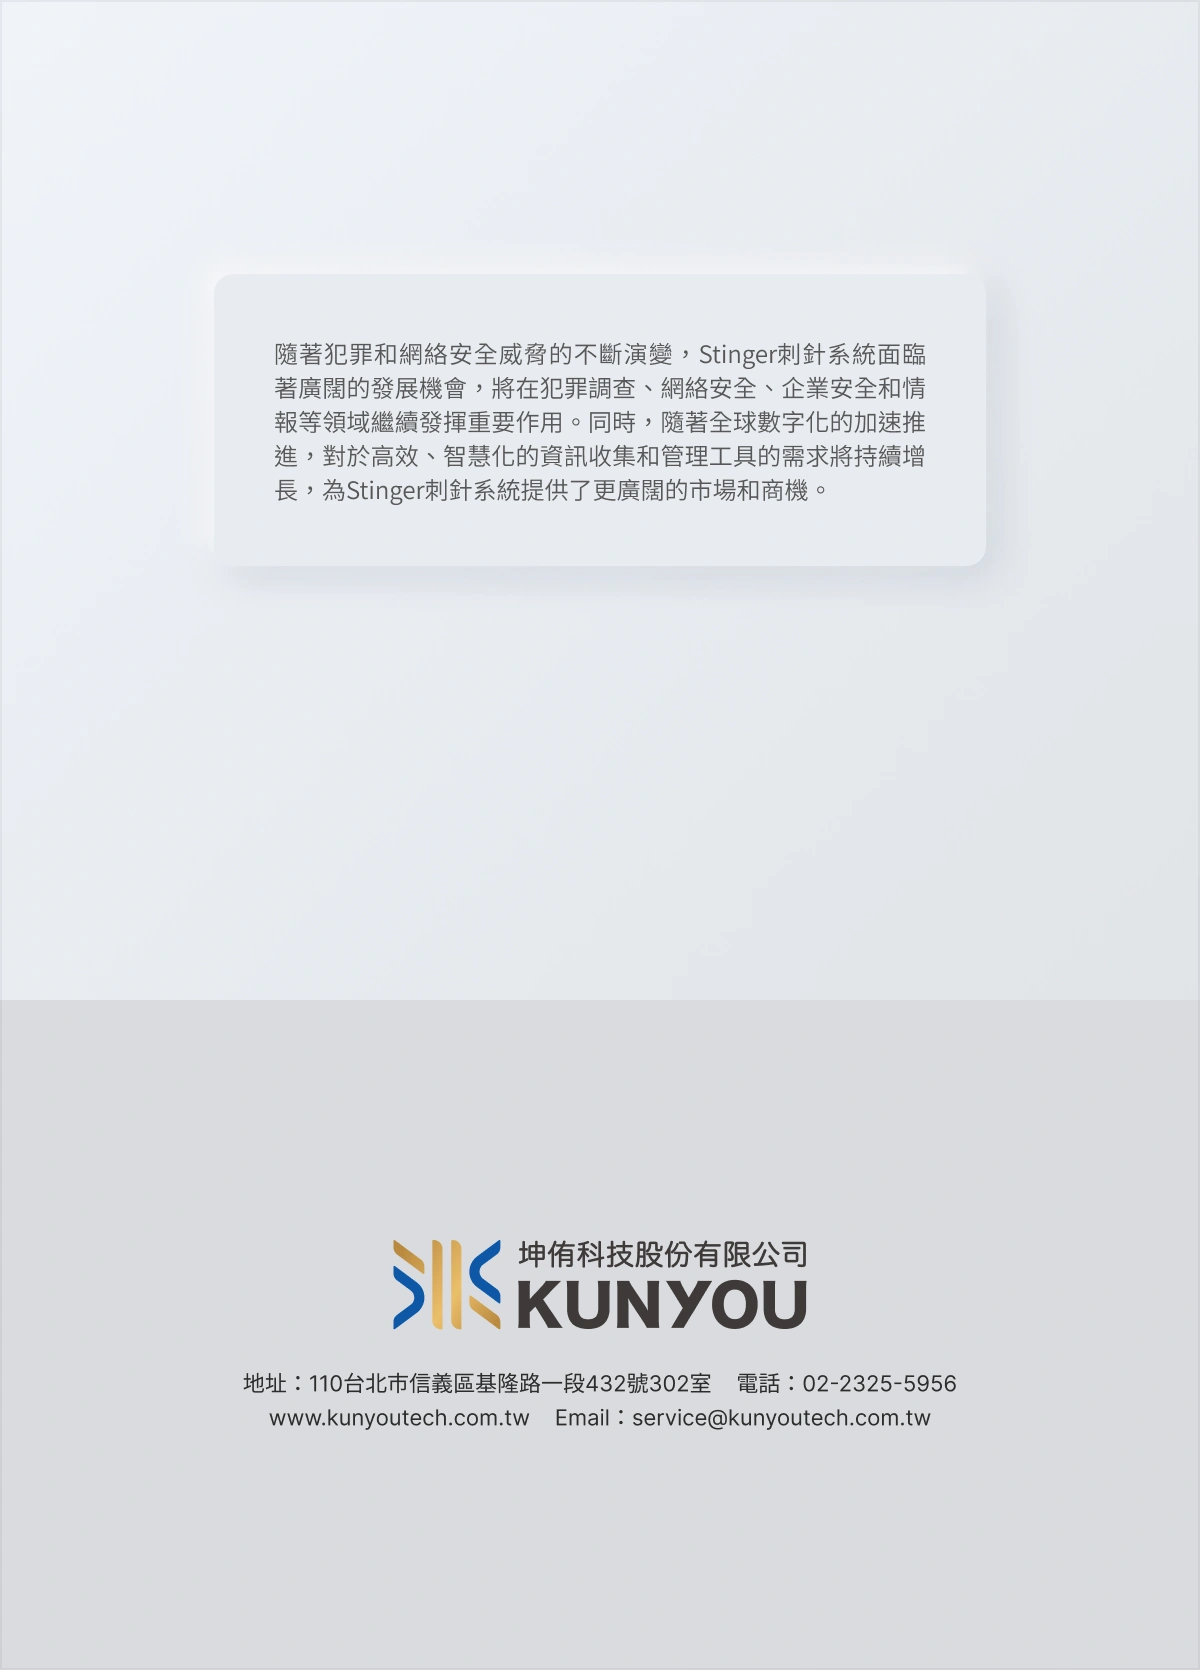 隨著犯罪和網絡安全威脅的不斷演變，Stinger刺針系統面臨
著廣闊的發展機會，將在犯罪調查、網絡安全、企業安全和情
報等領域繼續發揮重要作用。同時，隨著全球數字化的加速推
進，對於高效、智慧化的資訊收集和管理工具的需求將持續增
長，為Stinger刺針系統提供了更廣闊的市場和商機。
坤侑科技股份有限公司
KUNYOU
地址：110台北市信義區基隆路一段432號302室　電話：02-2325-5956
www.kunyoutech.com.tw　Email：service@kunyoutech.com.tw